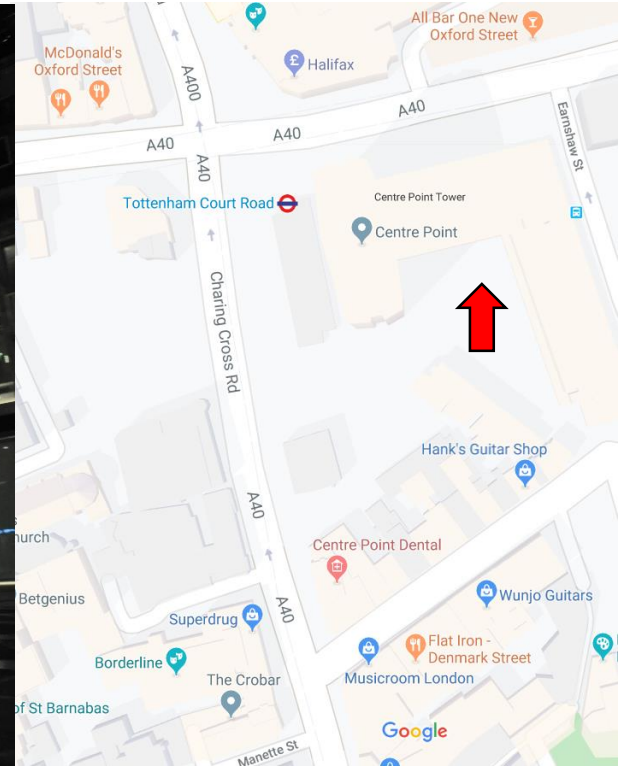 All Bar One New
Oxford Street
McDonald's
Oxford Street
£
Halifax
A400
A40
A40
A40
A40
Earnshaw St
Tottenham Court Road
Centre Point Tower
Centre Point
Charing Cross Rd
Hank's Guitar Shop
A40
Centre Point Dental
hurch
Betgenius
Wunjo Guitars
A40
Superdrug
Flat Iron -
Denmark Street
Borderline
The Crobar
Musicroom London
of St Barnabas
Google
Manette St